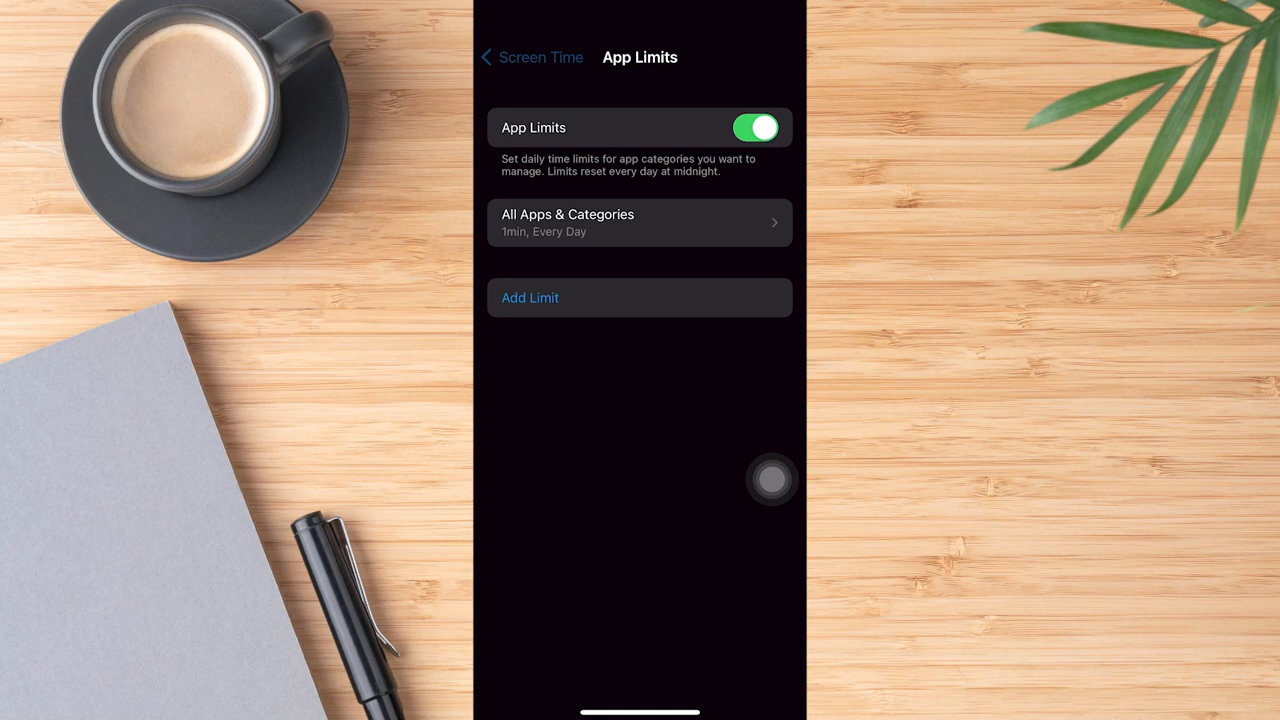 Screen Time
App Limits
App Limits
Set daily time limits for app categories you want to
manage. Limits reset every day at midnight.
All Apps & Categories
1min, Every Day
Add Limit